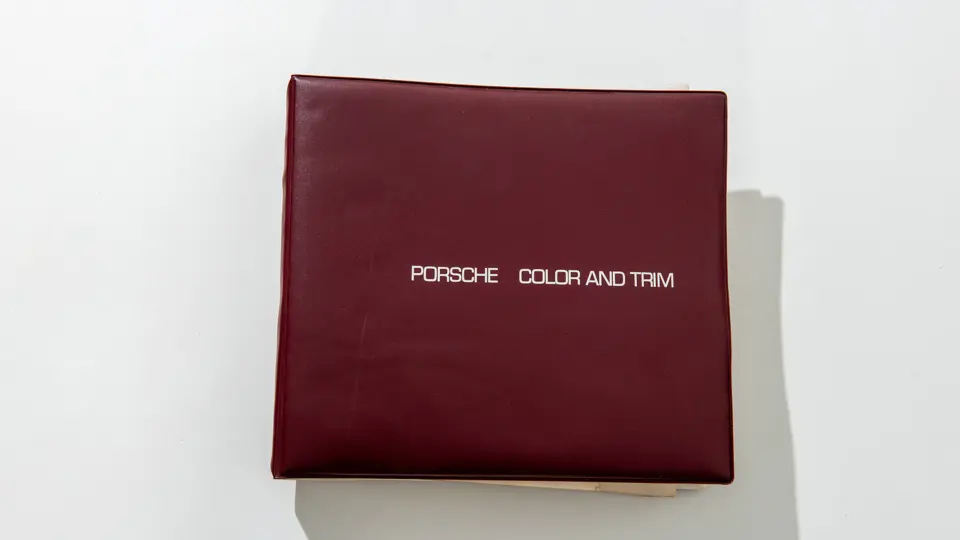 PORSCHE COLOR AND TRIM